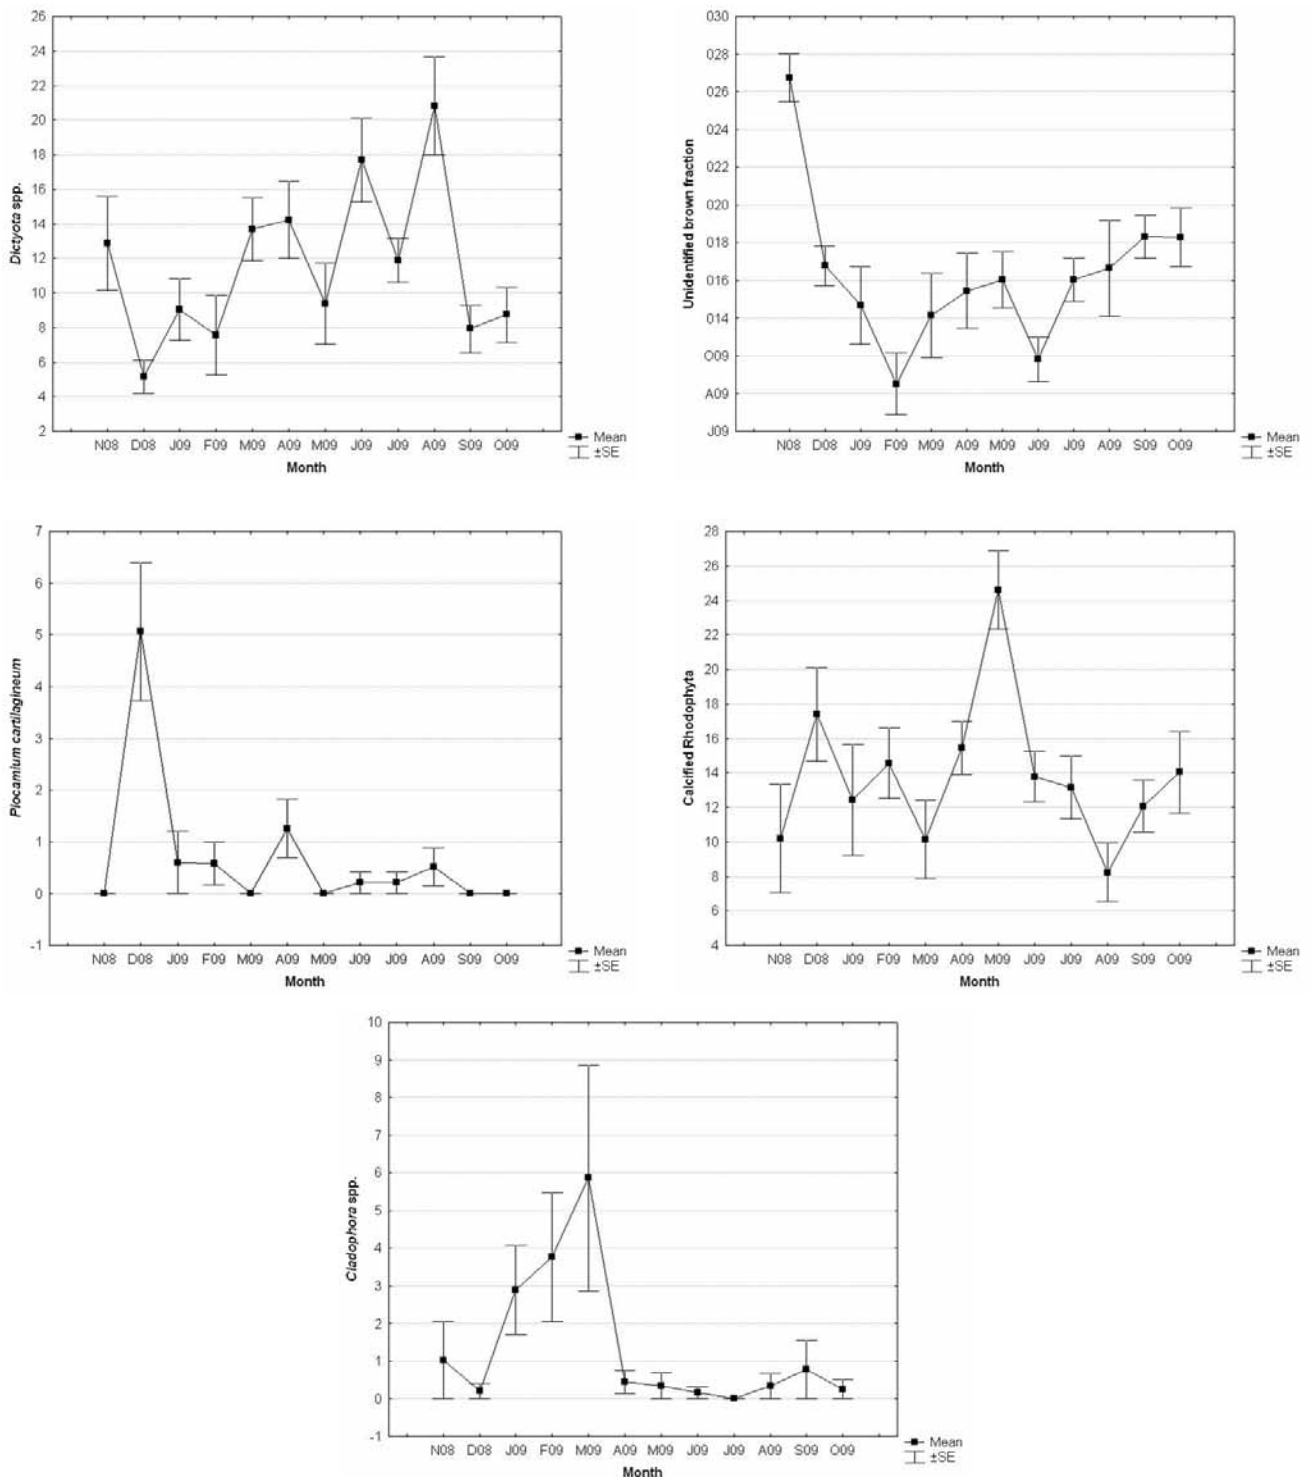 26
24
22
20
18
16
14
12
10
8
6
4
2
Dictyota spp.
N08 D08 J09 F09 M09 A09 M09 J09 J09 A09 S09 O09
Month
Mean
±SE
030
028
026
024
022
020
018
016
014
O09
A09
J09
Unidentified brown fraction
N08 D08 J09 F09 M09 A09 M09 J09 J09 A09 S09 O09
Month
Mean
±SE
7
6
5
4
3
2
1
0
-1
Plocamium cartilagineum
N08 D08 J09 F09 M09 A09 M09 J09 J09 A09 S09 O09
Month
Mean
±SE
28
26
24
22
20
18
16
14
12
10
8
6
4
Calcified Rhodophyta
N08 D08 J09 F09 M09 A09 M09 J09 J09 A09 S09 O09
Month
Mean
±SE
10
9
8
7
6
5
4
3
2
1
0
-1
Cladophora spp.
N08 D08 J09 F09 M09 A09 M09 J09 J09 A09 S09 O09
Month
Mean
±SE